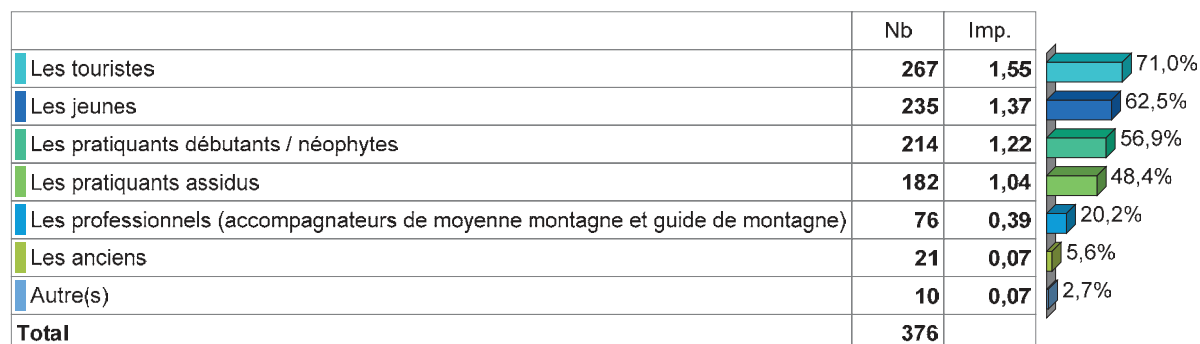 Nb Imp.
Les touristes 267 1,55 71,0%
Les jeunes 235 1,37 62,5%
Les pratiquants débutants / néophytes 214 1,22 56,9%
Les pratiquants assidus 182 1,04 48,4%
Les professionnels (accompagnateurs de moyenne montagne et guide de montagne) 76 0,39 20,2%
Les anciens 21 0,07 5,6%
Autre(s) 10 0,07 2,7%
Total 376